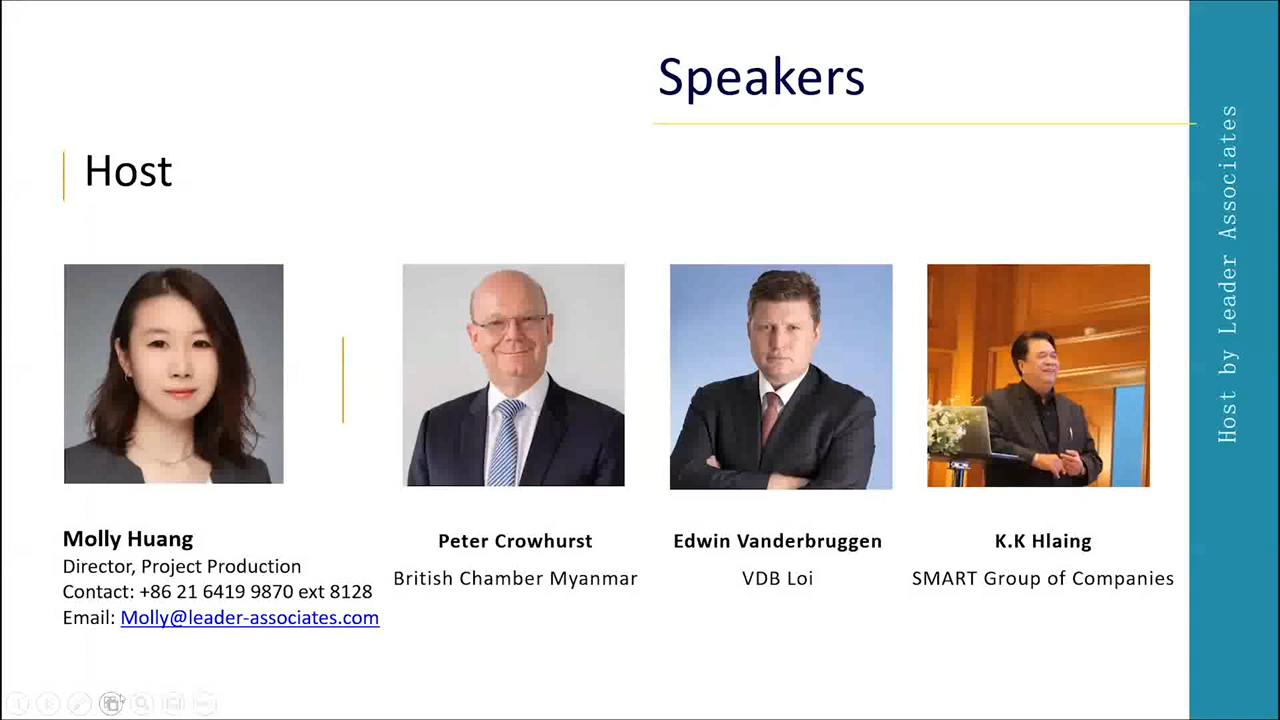 Speakers
Host
Molly Huang
Director, Project Production
Contact: +86 21 6419 9870 ext 8128
Email: Molly@leader-associates.com
Peter Crowhurst
British Chamber Myanmar
Edwin Vanderbruggen
VDB Loi
K.K Hlaing
SMART Group of Companies
Host by Leader Associates